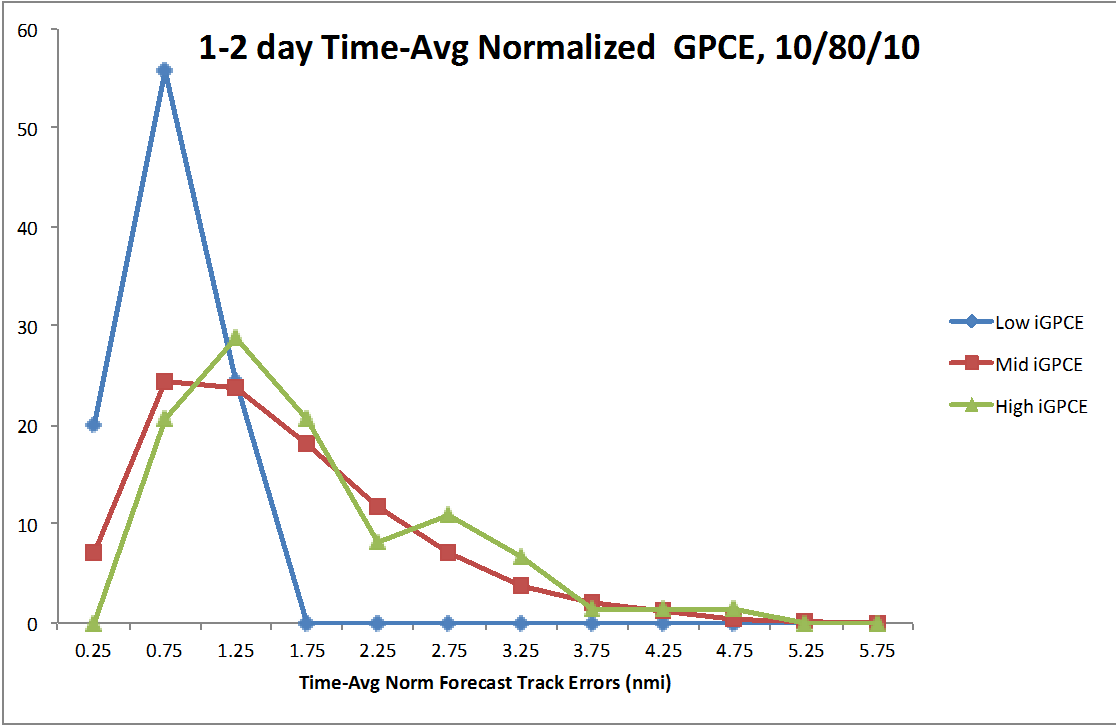 1-2 day Time-Avg Normalized  GPCE, 10/80/10
60
50
40
30
20
10
0
0.25 0.75 1.25 1.75 2.25 2.75 3.25 3.75 4.25 4.75 5.25 5.75
Time-Avg Norm Forecast Track Errors (nmi)
Low iGPCE
Mid iGPCE
High iGPCE